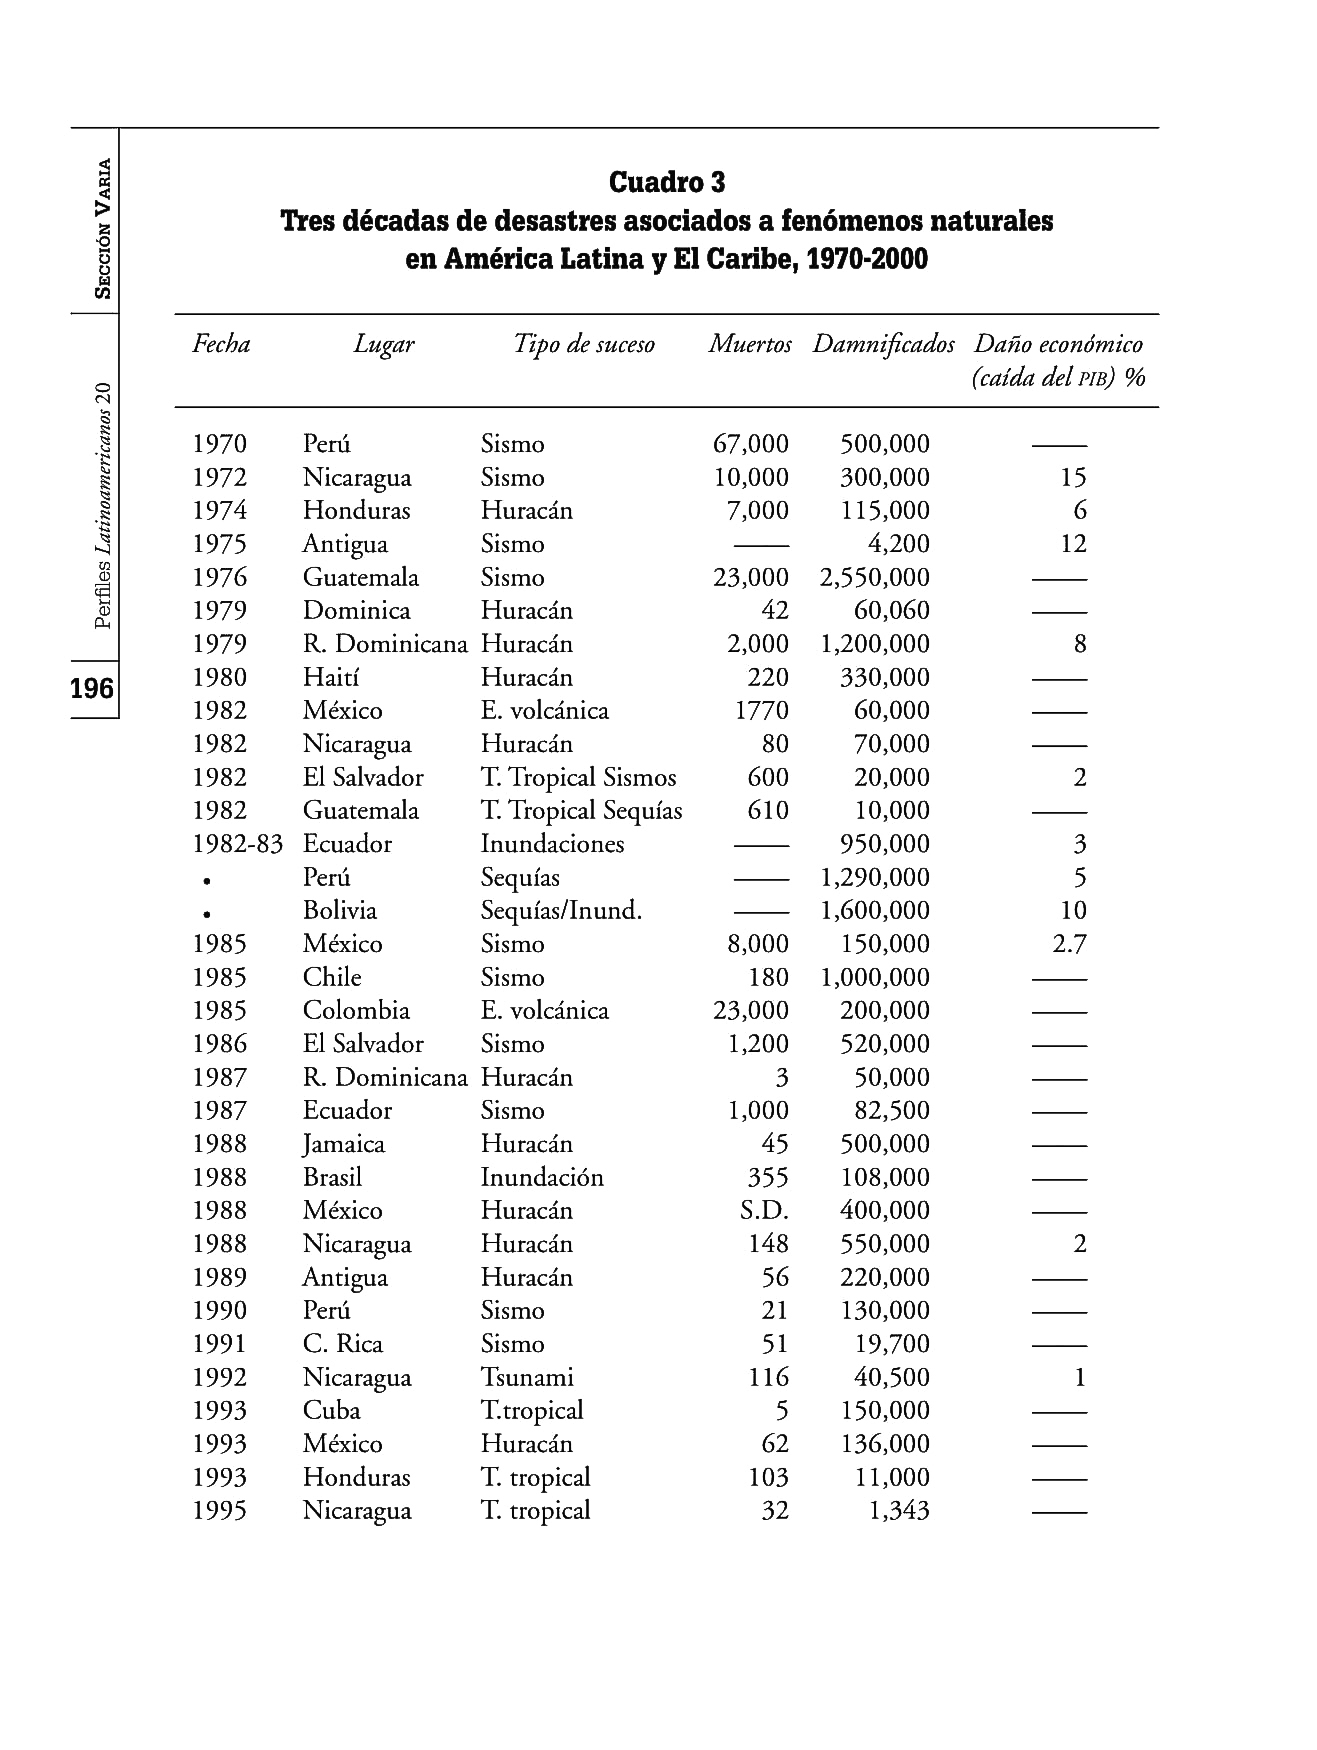 SECCIÓN VARIA
Perfiles Latinoamericanos 20
196
Cuadro 3
Tres décadas de desastres asociados a fenómenos naturales
en América Latina y El Caribe, 1970-2000
Fecha Lugar Tipo de suceso Muertos Damnificados Daño económico
(caída del PIB) %
1970 Perú Sismo 67,000 500,000 ——
1972 Nicaragua Sismo 10,000 300,000 15
1974 Honduras Huracán 7,000 115,000 6
1975 Antigua Sismo —— 4,200 12
1976 Guatemala Sismo 23,000 2,550,000 ——
1979 Dominica Huracán 42 60,060 ——
1979 R. Dominicana Huracán 2,000 1,200,000 8
1980 Haití Huracán 220 330,000 ——
1982 México E. volcánica 1770 60,000 ——
1982 Nicaragua Huracán 80 70,000 ——
1982 El Salvador T. Tropical Sismos 600 20,000 2
1982 Guatemala T. Tropical Sequías 610 10,000 ——
1982-83 Ecuador Inundaciones —— 950,000 3
• Perú Sequías —— 1,290,000 5
• Bolivia Sequías/Inund. —— 1,600,000 10
1985 México Sismo 8,000 150,000 2.7
1985 Chile Sismo 180 1,000,000 ——
1985 Colombia E. volcánica 23,000 200,000 ——
1986 El Salvador Sismo 1,200 520,000 ——
1987 R. Dominicana Huracán 3 50,000 ——
1987 Ecuador Sismo 1,000 82,500 ——
1988 Jamaica Huracán 45 500,000 ——
1988 Brasil Inundación 355 108,000 ——
1988 México Huracán S.D. 400,000 ——
1988 Nicaragua Huracán 148 550,000 2
1989 Antigua Huracán 56 220,000 ——
1990 Perú Sismo 21 130,000 ——
1991 C. Rica Sismo 51 19,700 ——
1992 Nicaragua Tsunami 116 40,500 1
1993 Cuba T.tropical 5 150,000 ——
1993 México Huracán 62 136,000 ——
1993 Honduras T. tropical 103 11,000 ——
1995 Nicaragua T. tropical 32 1,343 ——